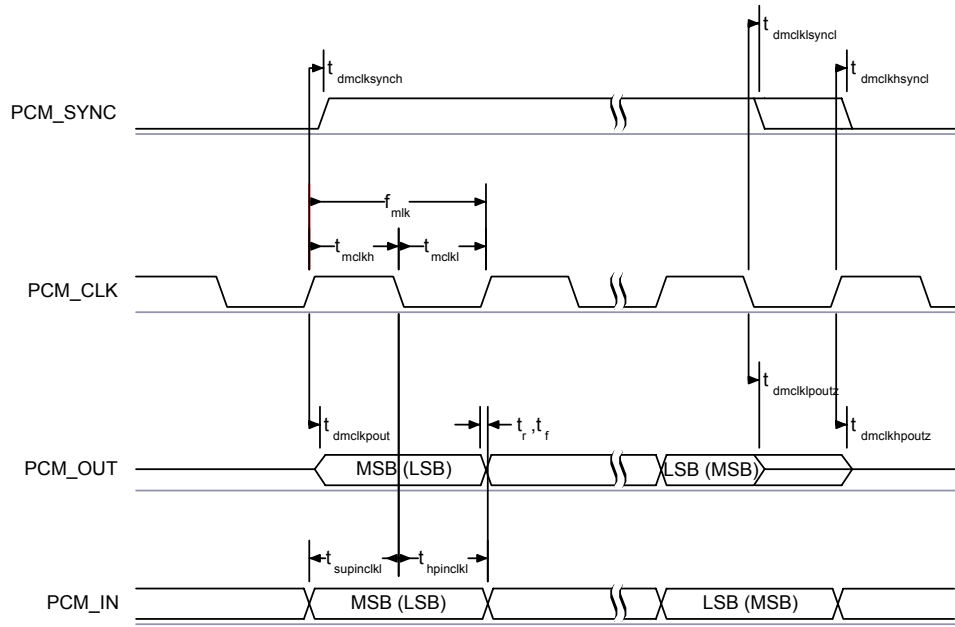 t dmclklsyncl
t dmclksynch
t dmclkhsyncl
PCM_SYNC
f mlk
t mclkh
t mclkl
PCM_CLK
t dmclklpoutz
t dmclkpout
t r ,t f
t dmclkhpoutz
PCM_OUT
MSB (LSB)
LSB (MSB)
t supinclkl
t hpinclkl
PCM_IN
MSB (LSB)
LSB (MSB)